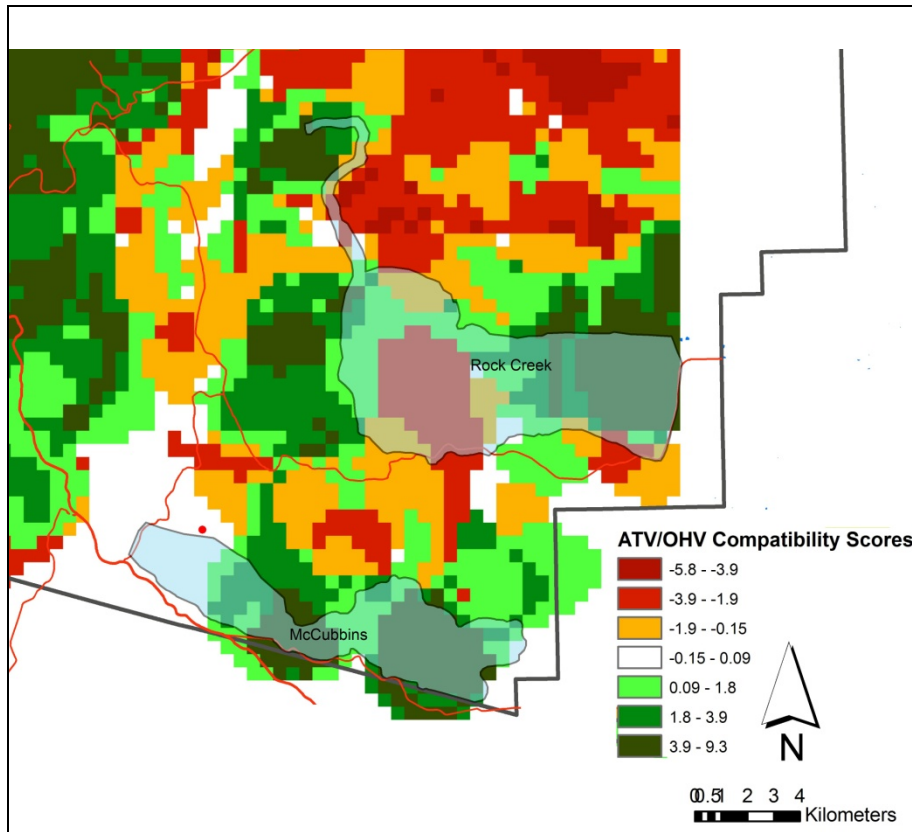 Rock Creek
McCubbins
ATV/OHV Compatibility Scores
-5.8 - -3.9
-3.9 - -1.9
-1.9 - -0.15
-0.15 - 0.09
0.09 - 1.8
1.8 - 3.9
3.9 - 9.3
N
0 0.5 1 2 3 4
Kilometers